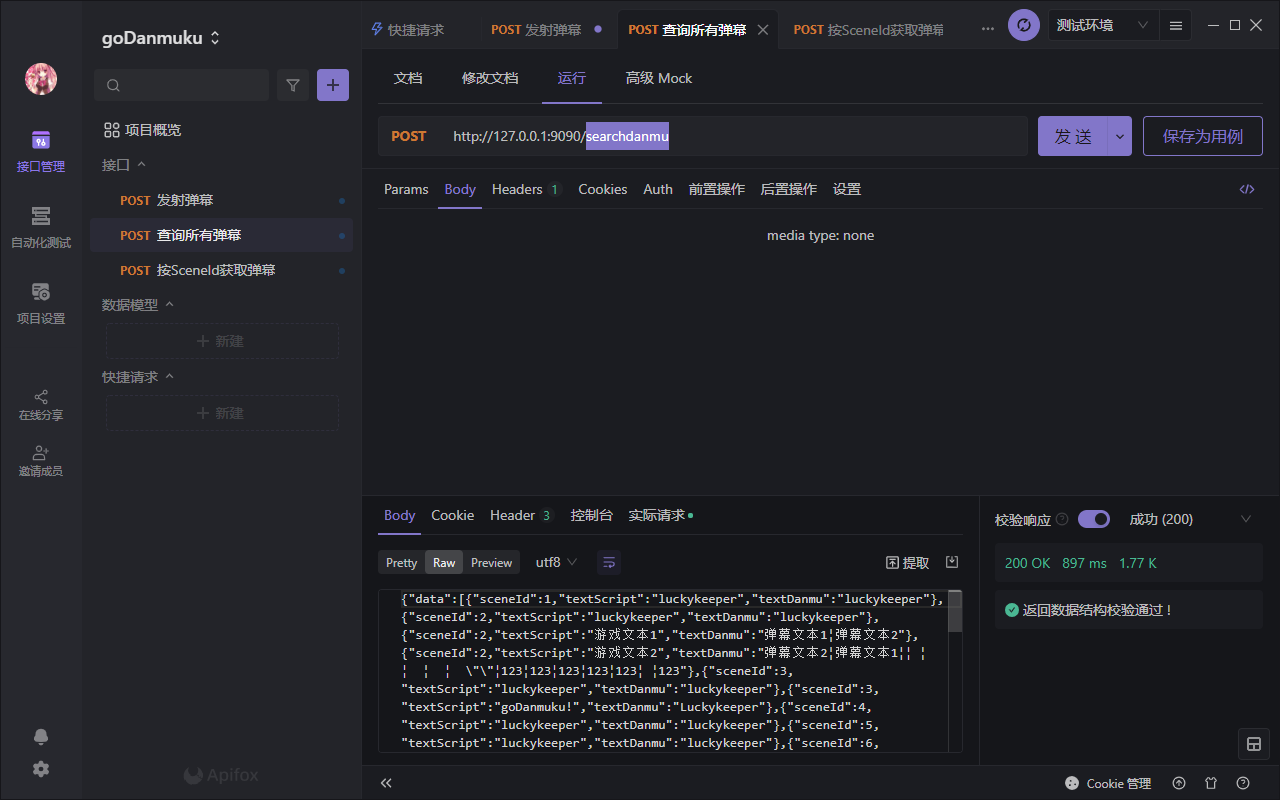 goDanmuku
接口管理
自动化测试
项目设置
在线分享
邀请成员
项目概览
接口
POST 发射弹幕
POST 查询所有弹幕
POST 按SceneId获取弹幕
数据模型
新建
快捷请求
新建
Apifox
快捷请求
POST 发射弹幕
POST 查询所有弹幕
POST 按SceneId获取弹幕
测试环境
文档 修改文档 运行 高级 Mock
POST http://127.0.0.1:9090/searchdanmu
发 送
保存为用例
Params Body Headers 1 Cookies Auth 前置操作 后置操作 设置
media type: none
Body Cookie Header 3 控制台 实际请求
Pretty Raw Preview utf8
提取
{"data":[{"sceneId":1,"textScript":"luckykeeper","textDanmu":"luckykeeper"},
{"sceneId":2,"textScript":"luckykeeper","textDanmu":"luckykeeper"},
{"sceneId":2,"textScript":"游戏文本1","textDanmu":"弹幕文本1¦弹幕文本2"},
{"sceneId":2,"textScript":"游戏文本2","textDanmu":"弹幕文本2¦弹幕文本1¦¦ ¦
¦ ¦ ¦ \"\"¦123¦123¦123¦123¦123¦ ¦123"},{"sceneId":3,
"textScript":"luckykeeper","textDanmu":"luckykeeper"},{"sceneId":3,
"textScript":"goDanmuku!","textDanmu":"Luckykeeper"},{"sceneId":4,
"textScript":"luckykeeper","textDanmu":"luckykeeper"},{"sceneId":5,
"textScript":"luckykeeper","textDanmu":"luckykeeper"},{"sceneId":6,
校验响应 成功 (200)
200 OK 897 ms 1.77 K
返回数据结构校验通过！
Cookie 管理